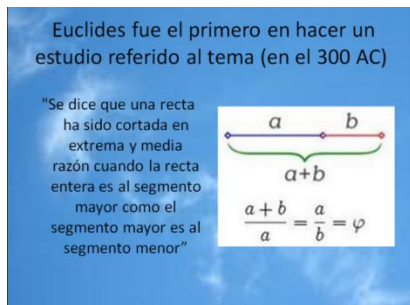 Euclides fue el primero en hacer un
estudio referido al tema (en el 300 AC)
"Se dice que una recta
ha sido cortada en
extrema y media
razón cuando la recta
entera es al segmento
mayor como el
segmento mayor es al
segmento menor”
a b
a+b
a + b / a = a / b = φ